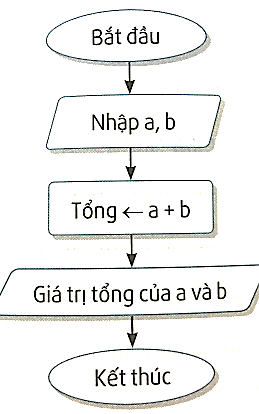 Bắt đầu
Nhập a, b
Tổng ← a + b
Giá trị tổng của a và b
Kết thúc